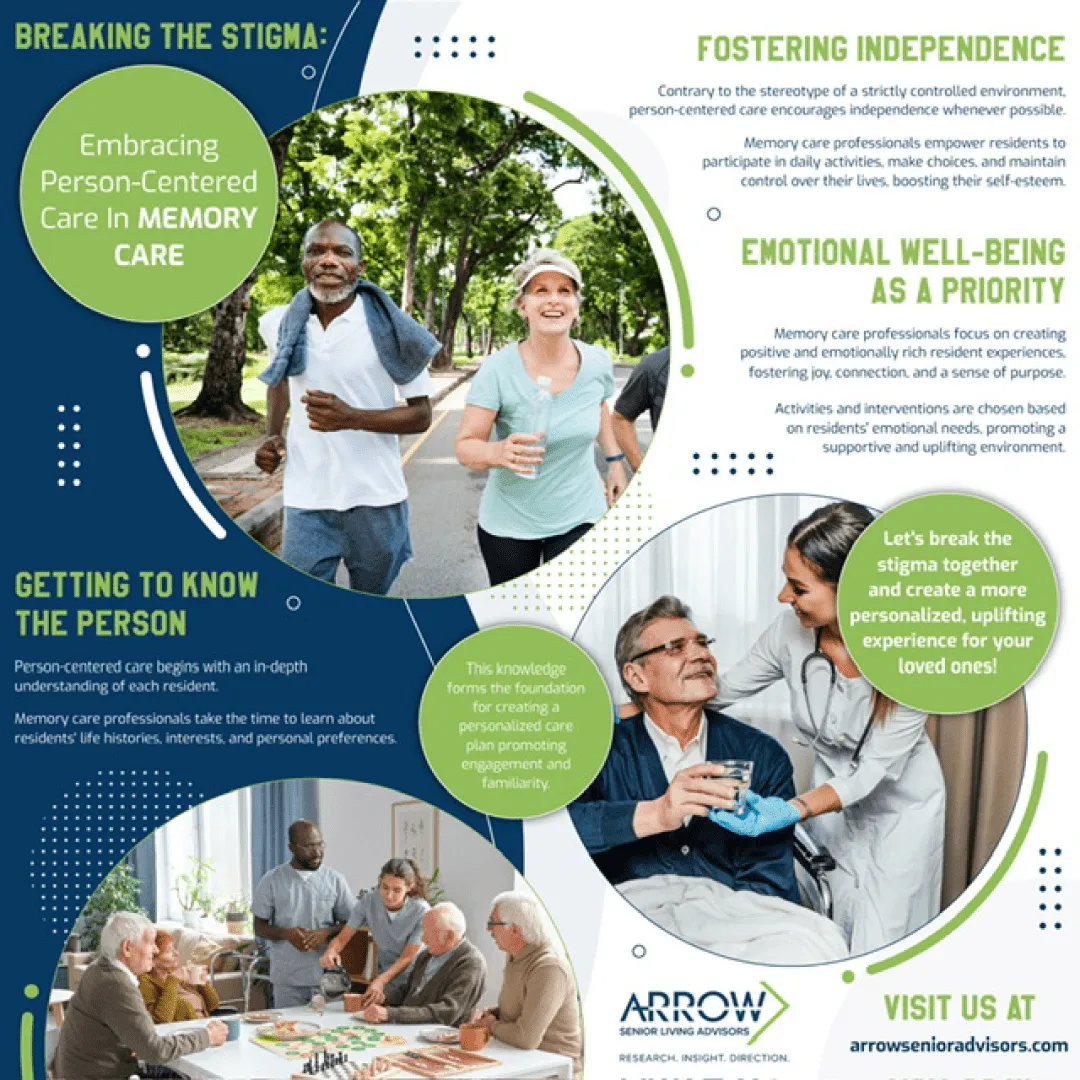 BREAKING THE STIGMA:
Embracing
Person-Centered
Care In MEMORY
CARE
FOSTERING INDEPENDENCE
Contrary to the stereotype of a strictly controlled environment,
person-centered care encourages independence whenever possible.
Memory care professionals empower residents to
participate in daily activities, make choices, and maintain
control over their lives, boosting their self-esteem.
EMOTIONAL WELL-BEING
AS A PRIORITY
Memory care professionals focus on creating
positive and emotionally rich resident experiences,
fostering joy, connection, and a sense of purpose.
Activities and interventions are chosen based
on residents' emotional needs, promoting a
supportive and uplifting environment.
GETTING TO KNOW
THE PERSON
Person-centered care begins with an in-depth
understanding of each resident.
Memory care professionals take the time to learn about
residents' life histories, interests, and personal preferences.
This knowledge
forms the foundation
for creating a
personalized care
plan promoting
engagement and
familiarity.
Let's break the
stigma together
and create a more
personalized, uplifting
experience for your
loved ones!
ARROW
SENIOR LIVING ADVISORS
RESEARCH. INSIGHT. DIRECTION.
VISIT US AT
arrowsenioradvisors.com